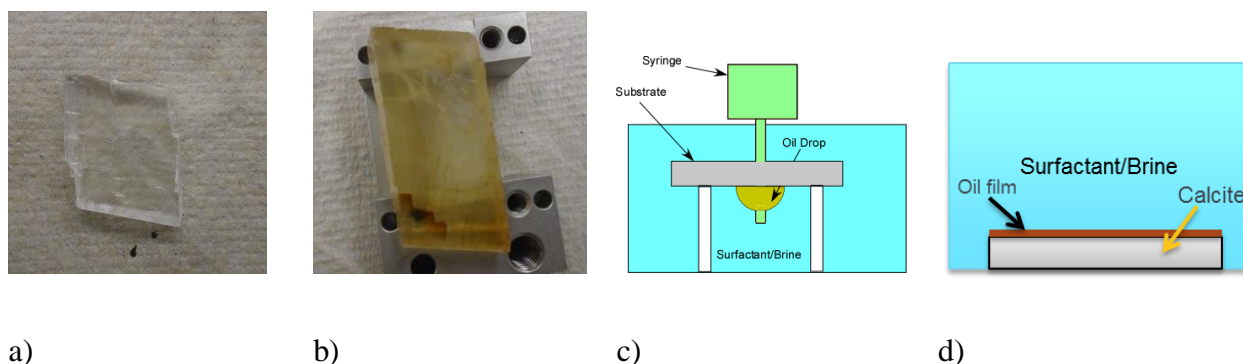 Syringe
Substrate
Oil Drop
Surfactant/Brine
Surfactant/Brine
Oil film
Calcite
a)
b)
c)
d)